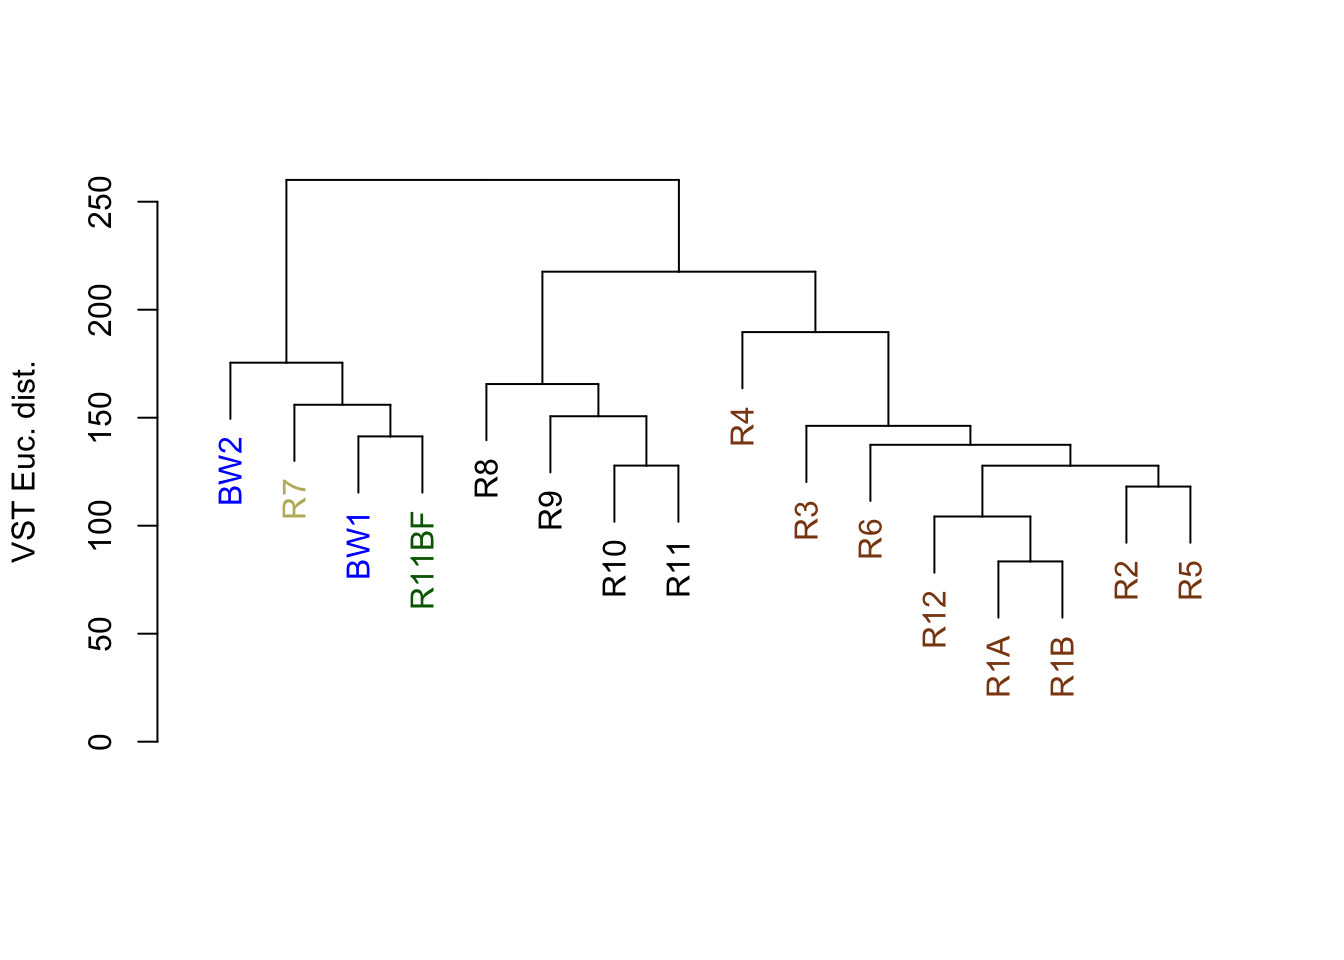 VST Euc. dist.
250
200
150
100
50
0
BW2
R7
BW1
R11BF
R8
R9
R10
R11
R4
R3
R6
R12
R1A
R1B
R2
R5